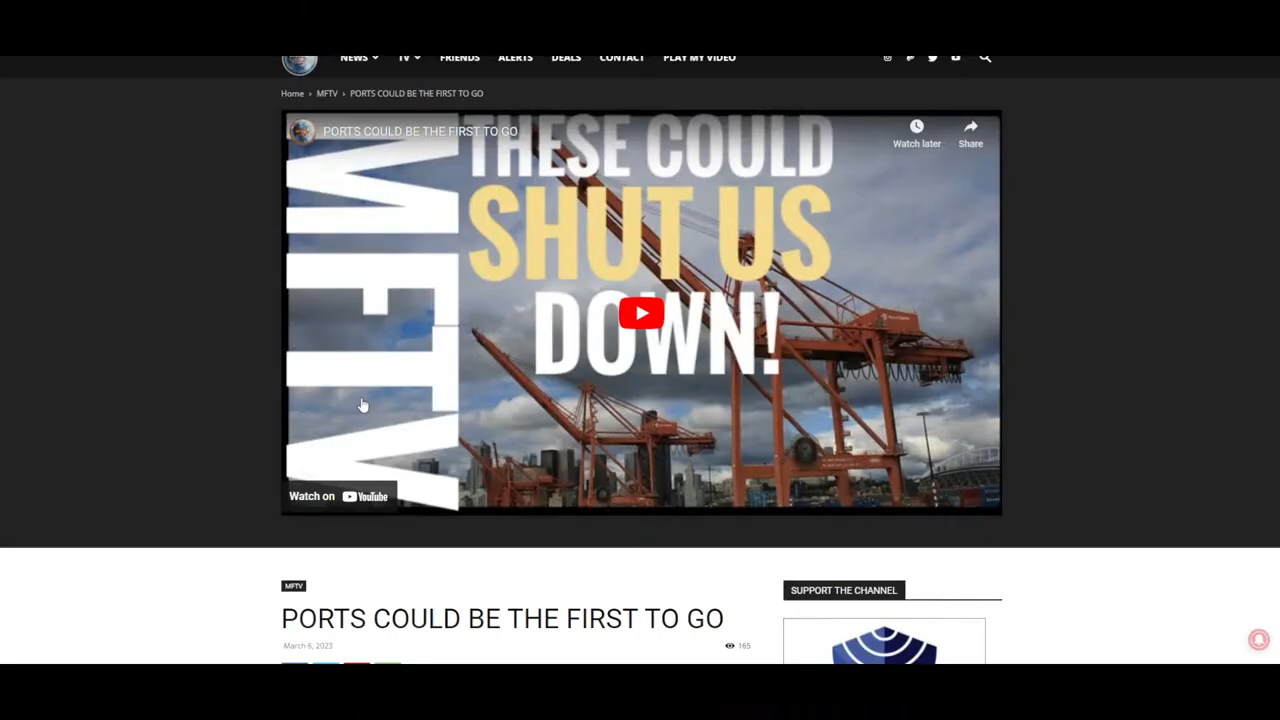 NEWS TV FRIENDS ALERTS DEALS CONTACT PLAY MY VIDEO
Home › MFTV › PORTS COULD BE THE FIRST TO GO
PORTS COULD BE THE FIRST TO GO
Watch later
Share
MFTV
THESE COULD
SHUT US
DOWN!
Watch on YouTube
MFTV
PORTS COULD BE THE FIRST TO GO
March 6, 2023
165
SUPPORT THE CHANNEL